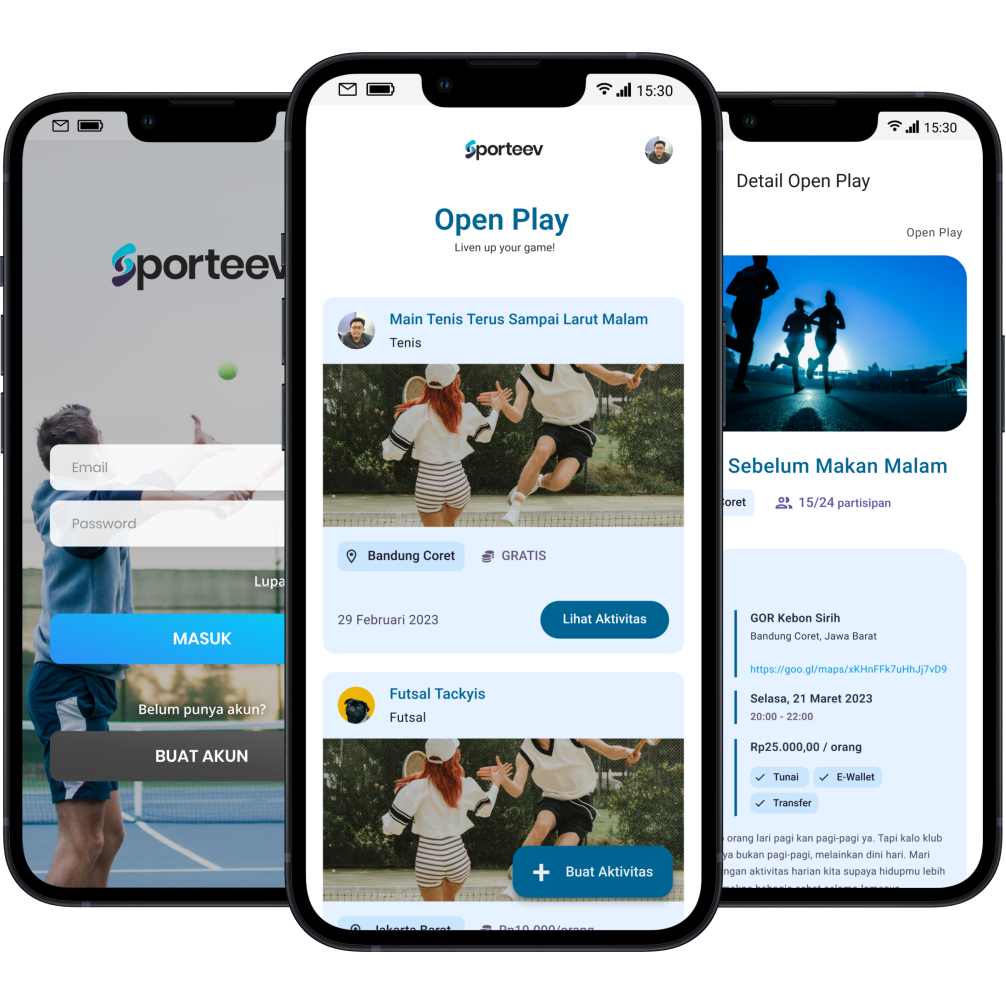 Sporteev
Email
Password
Lupa
MASUK
Belum punya akun?
BUAT AKUN
15:30
Sporteev
Open Play
Liven up your game!
Main Tenis Terus Sampai Larut Malam
Tenis
Bandung Coret
GRATIS
29 Februari 2023
Lihat Aktivitas
Futsal Tackyis
Futsal
Buat Aktivitas
Jakarta Barat
Rp10.000/orang
15:30
Detail Open Play
Open Play
Sebelum Makan Malam
Coret
15/24 partisipan
GOR Kebon Sirih
Bandung Coret, Jawa Barat
https://goo.gl/maps/xKHnFFk7uHhJj7vD9
Selasa, 21 Maret 2023
20:00 - 22:00
Rp25.000,00 / orang
Tunai
E-Wallet
Transfer
orang lari pagi kan pagi-pagi ya. Tapi kalo klub
ya bukan pagi-pagi, melainkan dini hari. Mari
ngan aktivitas harian kita supaya hidupmu lebih